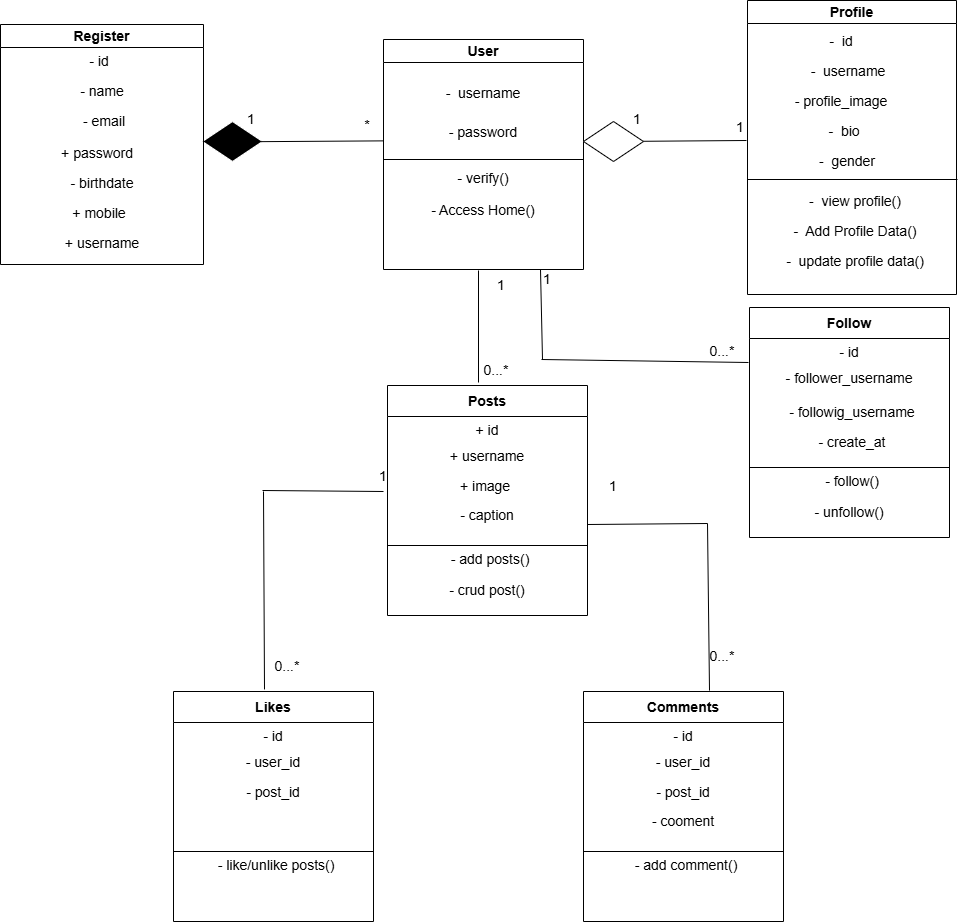 Register
- id
- name
- email
+ password
- birthdate
+ mobile
+ username
1
*
User
- username
- password
- verify()
- Access Home()
1
1
Profile
- id
- username
- profile_image
- bio
- gender
- view profile()
- Add Profile Data()
- update profile data()
1
1
0...*
0...*
Follow
- id
- follower_username
- followig_username
- create_at
- follow()
- unfollow()
Posts
+ id
+ username
+ image
- caption
- add posts()
- crud post()
1
1
0...*
0...*
Likes
- id
- user_id
- post_id
- like/unlike posts()
Comments
- id
- user_id
- post_id
- cooment
- add comment()